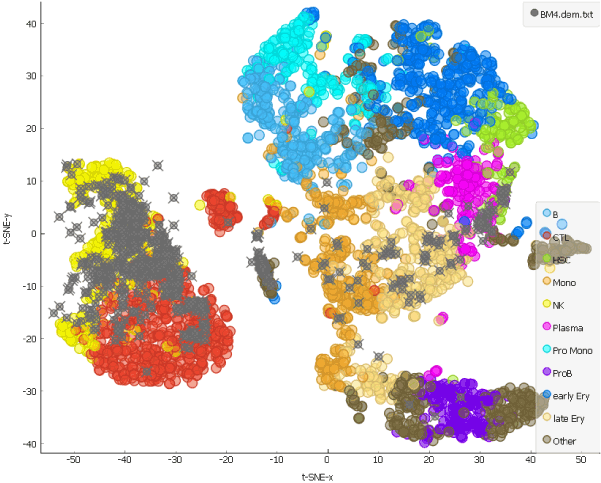 BM4.dem.txt
40
30
20
10
0
-10
-20
-30
-40
t-SNE-y
B
CTL
HSC
Mono
NK
Plasma
Pro Mono
ProB
early Ery
late Ery
Other
-50 -40 -30 -20 -10 0 10 20 30 40 50
t-SNE-x